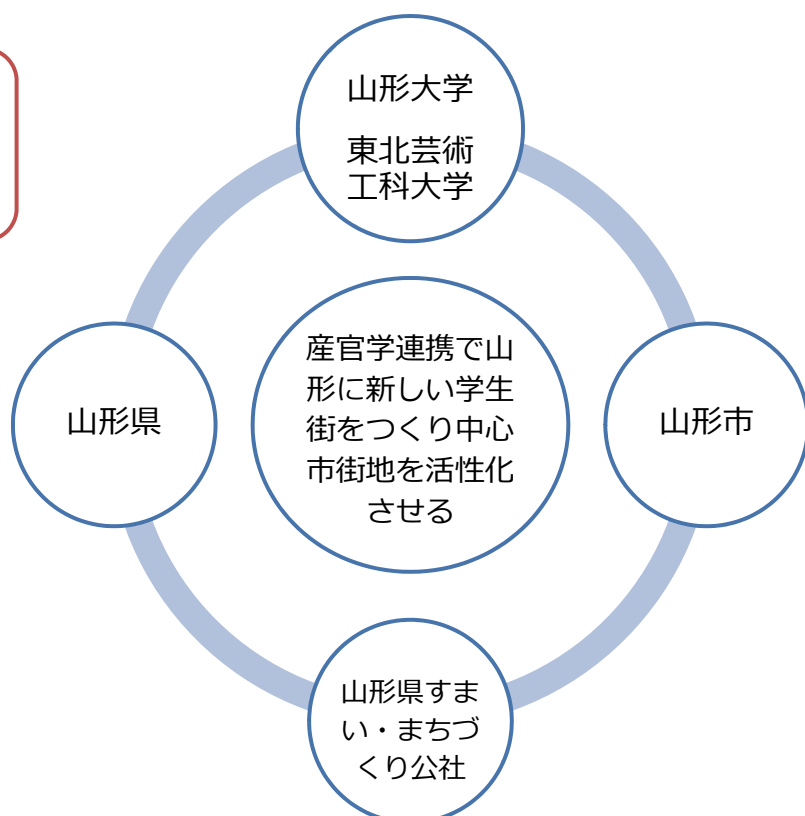 山形大学
東北芸術
工科大学
産官学連携で山
形に新しい学生
街をつくり中心
市街地を活性化
させる
山形県
山形市
山形県すま
い・まちづ
くり公社